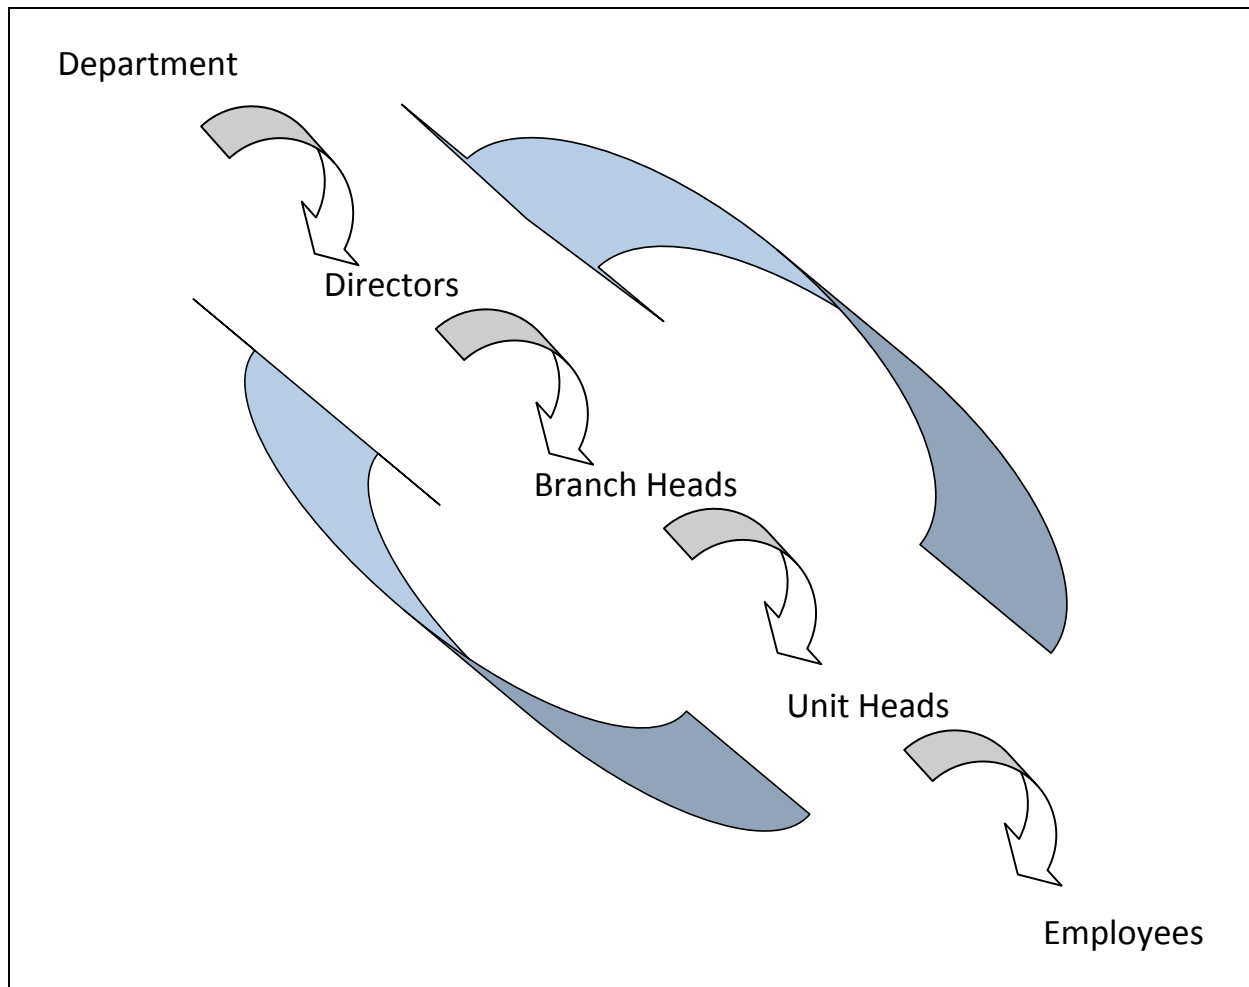 Department
Directors
Branch Heads
Unit Heads
Employees